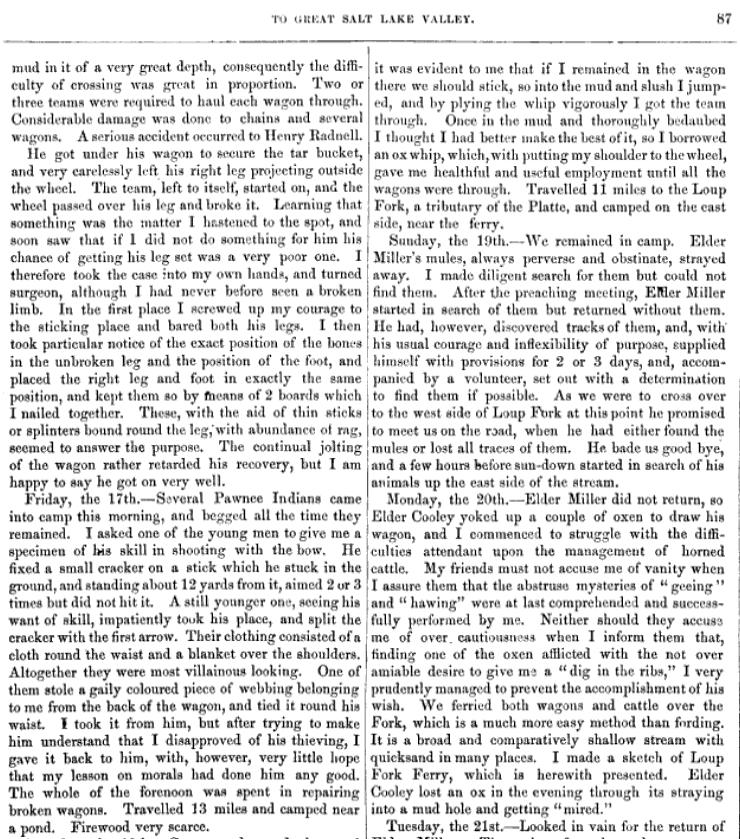 TO GREAT SALT LAKE VALLEY. 87
mud in it of a very great depth, consequently the diffi-
culty of crossing was great in proportion. Two or
three teams were required to haul each wagon through.
Considerable damage was done to chains and several
wagons. A serious accident occurred to Henry Radnell.
He got under his wagon to secure the tar bucket,
and very carelessly left his right leg projecting outside
the wheel. The team, left to itself, started on, and the
wheel passed over his leg and broke it. Learning that
something was the matter I hastened to the spot, and
soon saw that if I did not do something for him his
chance of getting his leg set was a very poor one. I
therefore took the case into my own hands, and turned
surgeon, although I had never before seen a broken
limb. In the first place I screwed up my courage to
the sticking place and bared both his legs. I then
took particular notice of the exact position of the bones
in the unbroken leg and the position of the foot, and
placed the right leg and foot in exactly the same
position, and kept them so by means of 2 boards which
I nailed together. These, with the aid of thin sticks
or splinters bound round the leg, with abundance of rag,
seemed to answer the purpose. The continual jolting
of the wagon rather retarded his recovery, but I am
happy to say he got on very well.
Friday, the 17th.—Several Pawnee Indians came
into camp this morning, and begged all the time they
remained. I asked one of the young men to give me a
specimen of his skill in shooting with the bow. He
fixed a small cracker on a stick which he stuck in the
ground, and standing about 12 yards from it, aimed 2 or 3
times but did not hit it. A still younger one, seeing his
want of skill, impatiently took his place, and split the
cracker with the first arrow. Their clothing consisted of a
cloth round the waist and a blanket over the shoulders.
Altogether they were most villainous looking. One of
them stole a gaily coloured piece of webbing belonging
to me from the back of the wagon, and tied it round his
waist. I took it from him, but after trying to make
him understand that I disapproved of his thieving, I
gave it back to him, with, however, very little hope
that my lesson on morals had done him any good.
The whole of the forenoon was spent in repairing
broken wagons. Travelled 13 miles and camped near
a pond. Firewood very scarce.
it was evident to me that if I remained in the wagon
there we should stick, so into the mud and slush I jump-
ed, and by plying the whip vigorously I got the team
through. Once in the mud and thoroughly bedaubed
I thought I had better make the best of it, so I borrowed
an ox whip, which, with putting my shoulder to the wheel,
gave me healthful and useful employment until all the
wagons were through. Travelled 11 miles to the Loup
Fork, a tributary of the Platte, and camped on the east
side, near the ferry.
Sunday, the 19th.—We remained in camp. Elder
Miller's mules, always perverse and obstinate, strayed
away. I made diligent search for them but could not
find them. After the preaching meeting, Elder Miller
started in search of them but returned without them.
He had, however, discovered tracks of them, and, with
his usual courage and inflexibility of purpose, supplied
himself with provisions for 2 or 3 days, and, accom-
panied by a volunteer, set out with a determination
to find them if possible. As we were to cross over
to the west side of Loup Fork at this point he promised
to meet us on the road, when he had either found the
mules or lost all traces of them. He bade us good bye,
and a few hours before sun-down started in search of his
animals up the east side of the stream.
Monday, the 20th.—Elder Miller did not return, so
Elder Cooley yoked up a couple of oxen to draw his
wagon, and I commenced to struggle with the diffi-
culties attendant upon the management of horned
cattle. My friends must not accuse me of vanity when
I assure them that the abstruse mysteries of "geeing"
and "hawing" were at last comprehended and success-
fully performed by me. Neither should they accuse
me of over cautiousness when I inform them that,
finding one of the oxen afflicted with the not over
amiable desire to give me a "dig in the ribs," I very
prudently managed to prevent the accomplishment of his
wish. We ferried both wagons and cattle over the
Fork, which is a much more easy method than fording.
It is a broad and comparatively shallow stream with
quicksand in many places. I made a sketch of Loup
Fork Ferry, which is herewith presented. Elder
Cooley lost an ox in the evening through its straying
into a mud hole and getting "mired."
Tuesday, the 21st.—Looked in vain for the return of